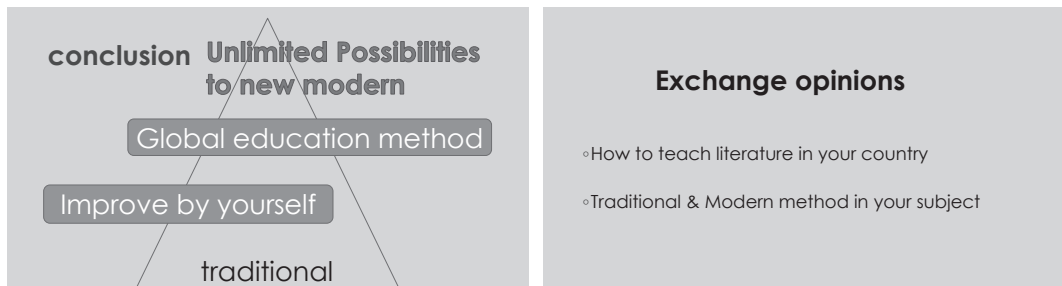 conclusion Unlimited Possibilities
to new modern
Global education method
Improve by yourself
traditional
Exchange opinions
◦How to teach literature in your country
◦Traditional & Modern method in your subject